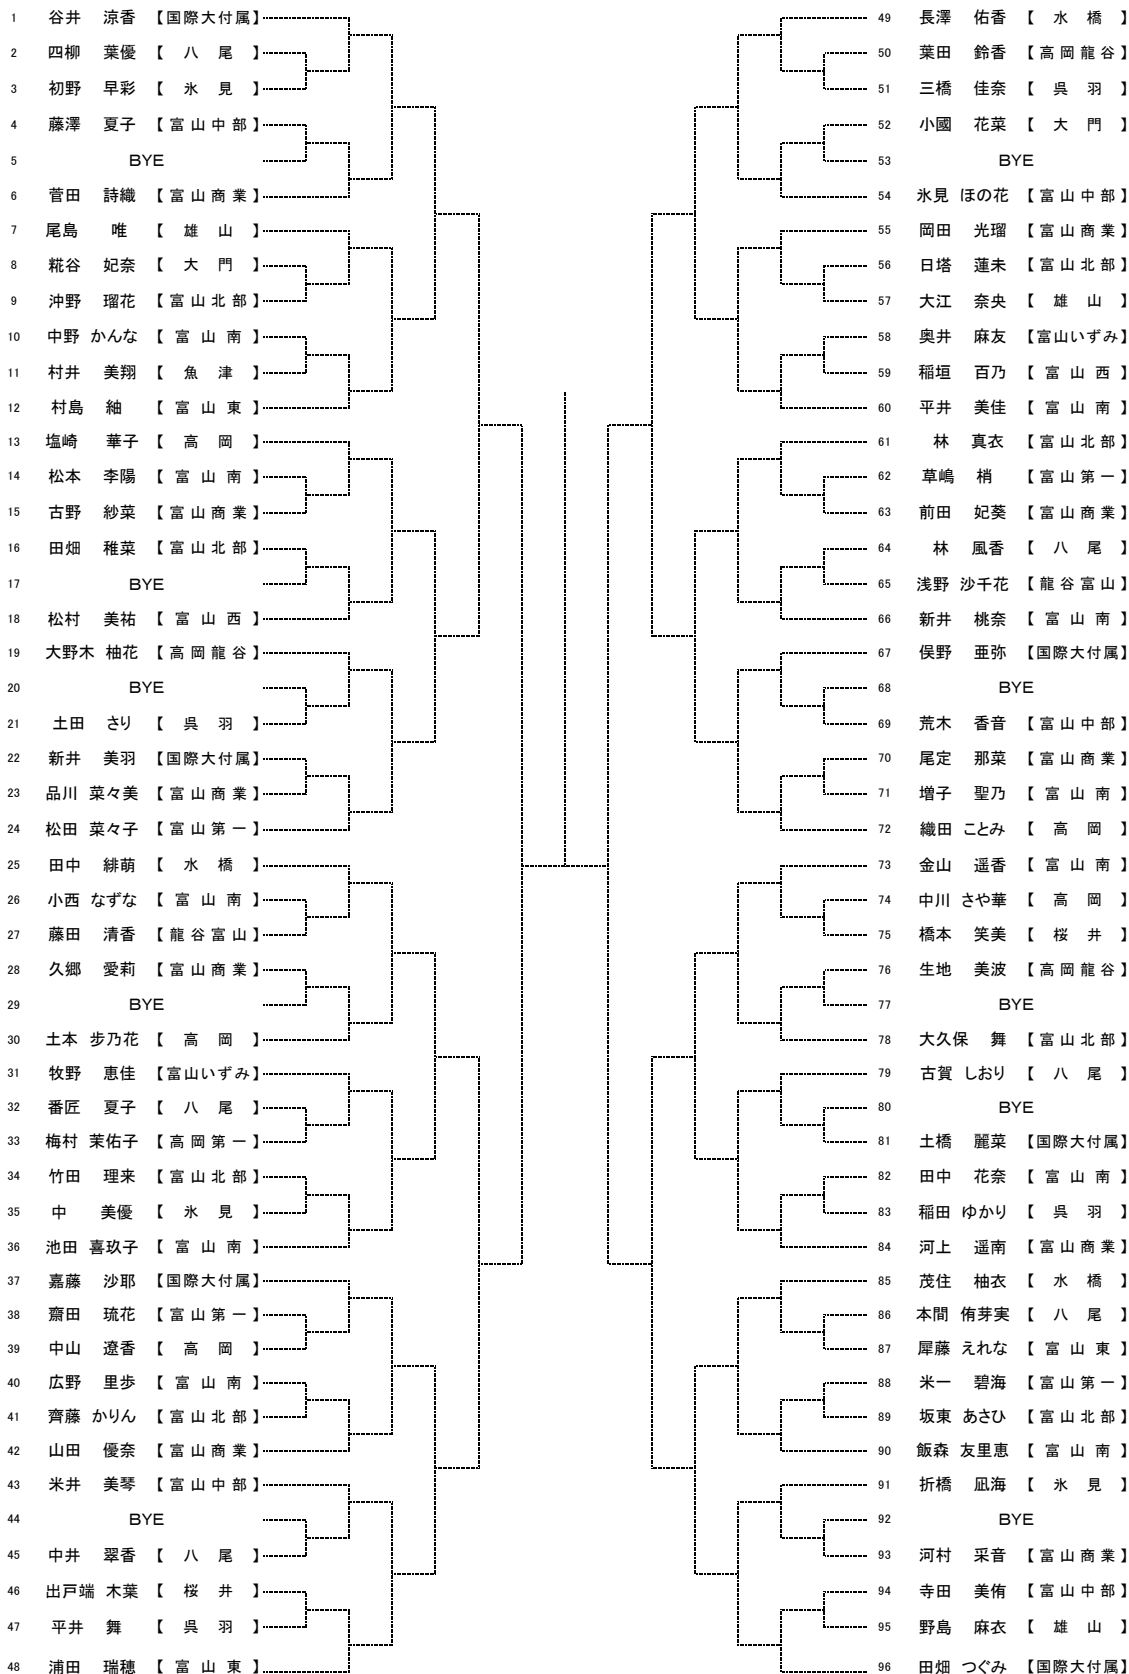 1 谷井 涼香 【国際大付属】
2 四柳 葉優 【 八 尾 】
3 初野 早彩 【 氷 見 】
4 藤澤 夏子 【富山中部】
5 BYE
6 菅田 詩織 【富山商業】
7 尾島 唯 【 雄 山 】
8 糀谷 妃奈 【 大 門 】
9 沖野 瑠花 【富山北部】
10 中野 かんな 【 富 山 南 】
11 村井 美翔 【 魚 津 】
12 村島 紬 【 富 山 東 】
13 塩崎 華子 【 高 岡 】
14 松本 李陽 【 富 山 南 】
15 古野 紗菜 【富山商業】
16 田畑 稚菜 【富山北部】
17 BYE
18 松村 美祐 【 富 山 西 】
19 大野木 柚花 【高岡龍谷】
20 BYE
21 土田 さり 【 呉 羽 】
22 新井 美羽 【国際大付属】
23 品川 菜々美 【富山商業】
24 松田 菜々子 【富山第一】
25 田中 緋萌 【 水 橋 】
26 小西 なずな 【 富 山 南 】
27 藤田 清香 【龍谷富山】
28 久郷 愛莉 【富山商業】
29 BYE
30 土本 歩乃花 【 高 岡 】
31 牧野 恵佳 【富山いずみ】
32 番匠 夏子 【 八 尾 】
33 梅村 茉佑子 【高岡第一】
34 竹田 理来 【富山北部】
35 中 美優 【 氷 見 】
36 池田 喜玖子 【 富 山 南 】
37 嘉藤 沙耶 【国際大付属】
38 齋田 琉花 【富山第一】
39 中山 遼香 【 高 岡 】
40 広野 里歩 【 富 山 南 】
41 齊藤 かりん 【富山北部】
42 山田 優奈 【富山商業】
43 米井 美琴 【富山中部】
44 BYE
45 中井 翠香 【 八 尾 】
46 出戸端 木葉 【 桜 井 】
47 平井 舞 【 呉 羽 】
48 浦田 瑞穂 【 富 山 東 】
49 長澤 佑香 【 水 橋 】
50 葉田 鈴香 【高岡龍谷】
51 三橋 佳奈 【 呉 羽 】
52 小國 花菜 【 大 門 】
53 BYE
54 氷見 ほの花 【富山中部】
55 岡田 光瑠 【富山商業】
56 日塔 蓮未 【富山北部】
57 大江 奈央 【 雄 山 】
58 奥井 麻友 【富山いずみ】
59 稲垣 百乃 【 富 山 西 】
60 平井 美佳 【 富 山 南 】
61 林 真衣 【富山北部】
62 草嶋 梢 【富山第一】
63 前田 妃葵 【富山商業】
64 林 風香 【 八 尾 】
65 浅野 沙千花 【龍谷富山】
66 新井 桃奈 【 富 山 南 】
67 俣野 亜弥 【国際大付属】
68 BYE
69 荒木 香音 【富山中部】
70 尾定 那菜 【富山商業】
71 増子 聖乃 【 富 山 南 】
72 織田 ことみ 【 高 岡 】
73 金山 遥香 【 富 山 南 】
74 中川 さや華 【 高 岡 】
75 橋本 笑美 【 桜 井 】
76 生地 美波 【高岡龍谷】
77 BYE
78 大久保 舞 【富山北部】
79 古賀 しおり 【 八 尾 】
80 BYE
81 土橋 麗菜 【国際大付属】
82 田中 花奈 【 富 山 南 】
83 稲田 ゆかり 【 呉 羽 】
84 河上 遥南 【富山商業】
85 茂住 柚衣 【 水 橋 】
86 本間 侑芽実 【 八 尾 】
87 犀藤 えれな 【 富 山 東 】
88 米一 碧海 【富山第一】
89 坂東 あさひ 【富山北部】
90 飯森 友里恵 【 富 山 南 】
91 折橋 凪海 【 氷 見 】
92 BYE
93 河村 采音 【富山商業】
94 寺田 美侑 【富山中部】
95 野島 麻衣 【 雄 山 】
96 田畑 つぐみ 【国際大付属】